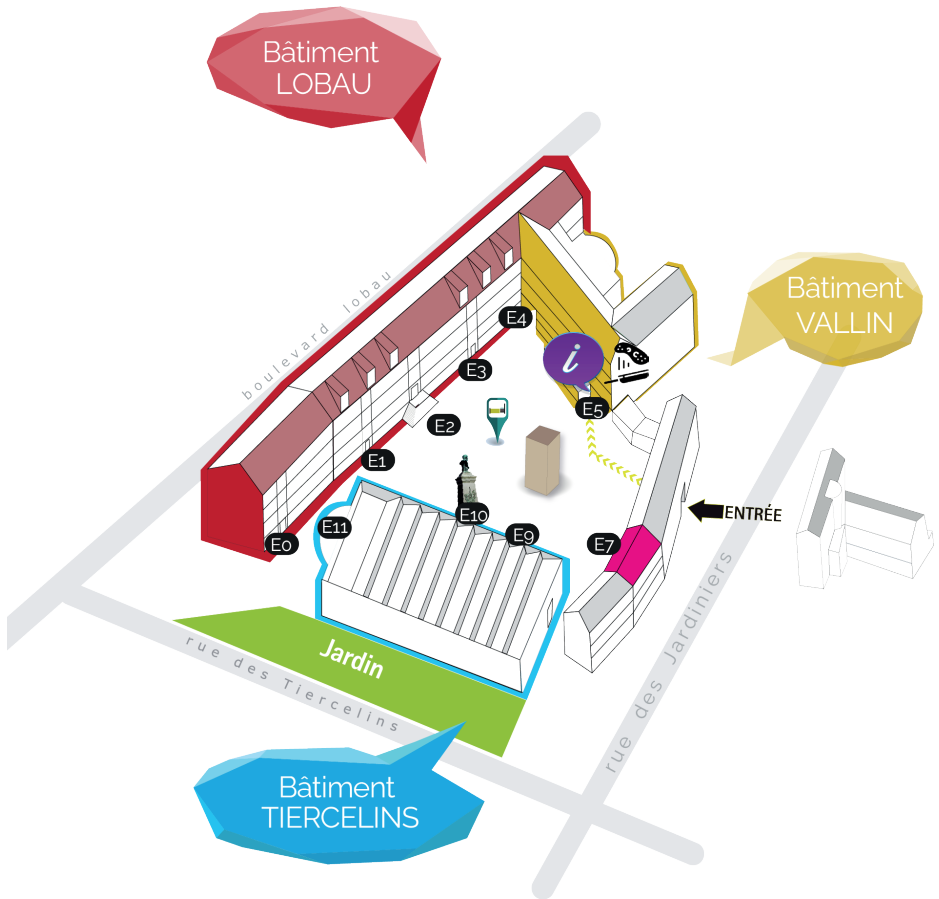 Bâtiment
LOBAU
boulevard lobau
Bâtiment
VALLIN
E4
i
E3
E5
E2
E1
E10
ENTRÉE
E11
E9
E0
E7
Jardin
rue des Jardiniers
rue des Tiercelins
Bâtiment
TIERCELINS